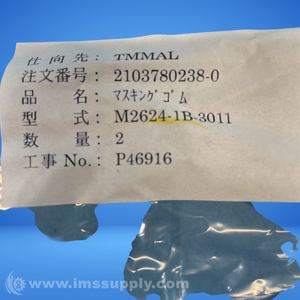 仕向先: TMMAL
注文番号: 2103780238-0
品 名: マスキングゴム
型 式: M2624-1B-3011
数 量: 2
工事 No.: P46916
© www.imssupply.com